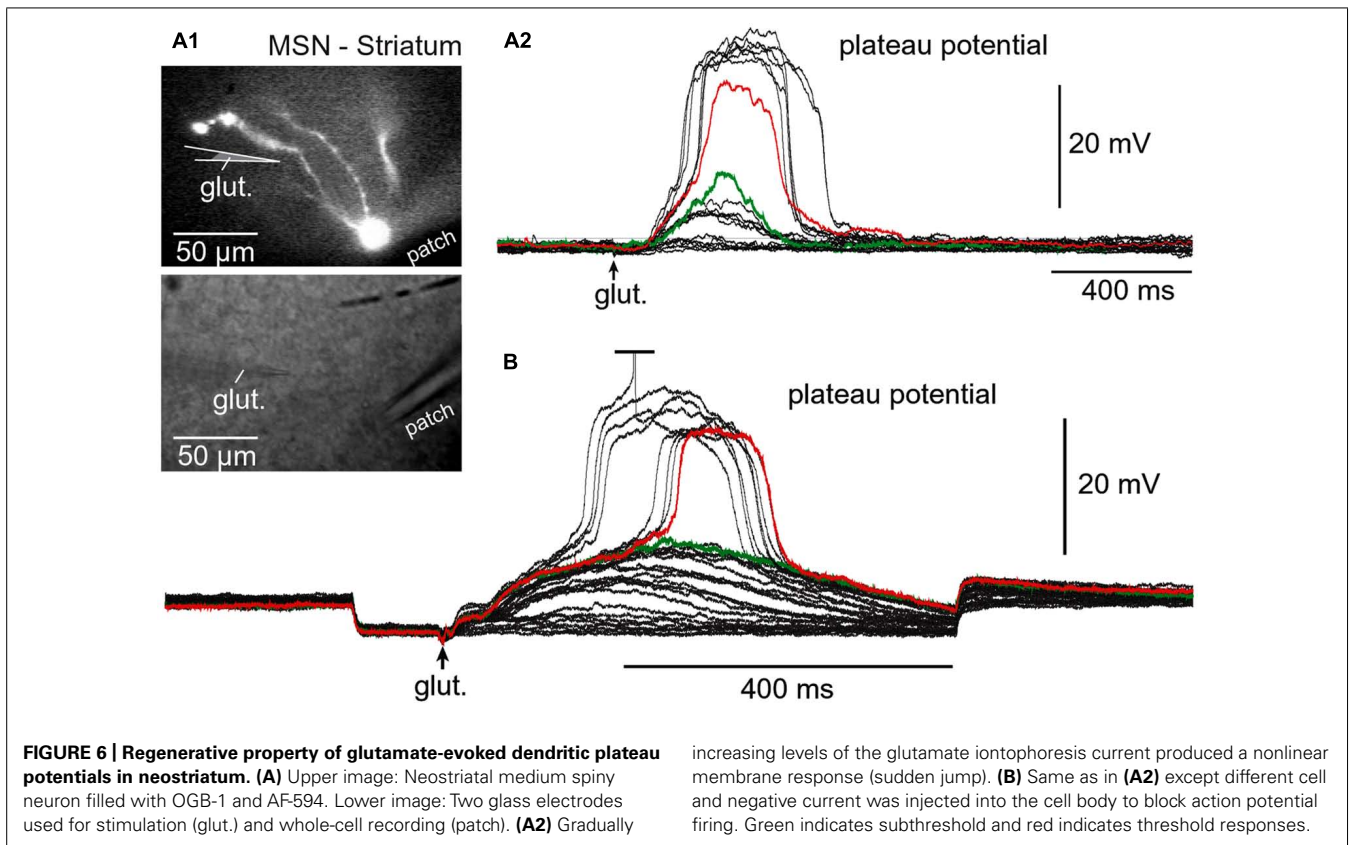 A1 MSN - Striatum
glut.
50 µm
patch
glut.
50 µm
patch
A2
plateau potential
20 mV
glut.
400 ms
B
plateau potential
20 mV
glut.
400 ms
FIGURE 6 | Regenerative property of glutamate-evoked dendritic plateau
potentials in neostriatum. (A) Upper image: Neostriatal medium spiny
neuron filled with OGB-1 and AF-594. Lower image: Two glass electrodes
used for stimulation (glut.) and whole-cell recording (patch). (A2) Gradually
increasing levels of the glutamate iontophoresis current produced a nonlinear
membrane response (sudden jump). (B) Same as in (A2) except different cell
and negative current was injected into the cell body to block action potential
firing. Green indicates subthreshold and red indicates threshold responses.